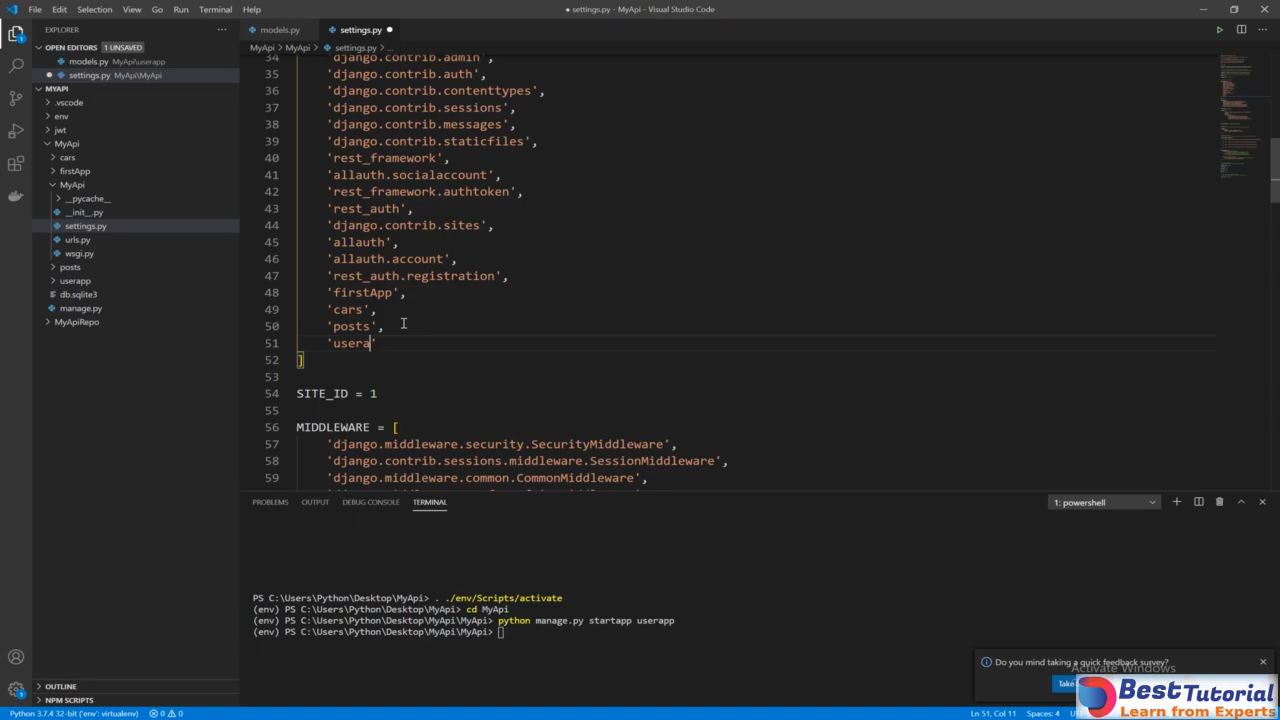 File Edit Selection View Go Run Terminal Help
● settings.py - MyApi - Visual Studio Code
EXPLORER
OPEN EDITORS 1 UNSAVED
models.py MyApi\userapp
settings.py MyApi\MyApi
MYAPI
.vscode
env
jwt
MyApi
cars
firstApp
MyApi
__pycache__
__init__.py
settings.py
urls.py
wsgi.py
posts
userapp
db.sqlite3
manage.py
MyApiRepo
OUTLINE
NPM SCRIPTS
models.py settings.py ●
MyApi > MyApi > settings.py > ...
34 'django.contrib.admin',
35 'django.contrib.auth',
36 'django.contrib.contenttypes',
37 'django.contrib.sessions',
38 'django.contrib.messages',
39 'django.contrib.staticfiles',
40 'rest_framework',
41 'allauth.socialaccount',
42 'rest_framework.authtoken',
43 'rest_auth',
44 'django.contrib.sites',
45 'allauth',
46 'allauth.account',
47 'rest_auth.registration',
48 'firstApp',
49 'cars',
50 'posts',
51 'usera'
52 ]
53
54 SITE_ID = 1
55
56 MIDDLEWARE = [
57 'django.middleware.security.SecurityMiddleware',
58 'django.contrib.sessions.middleware.SessionMiddleware',
59 'django.middleware.common.CommonMiddleware',
PROBLEMS OUTPUT DEBUG CONSOLE TERMINAL
1: powershell
PS C:\Users\Python\Desktop\MyApi> . ./env/Scripts/activate
(env) PS C:\Users\Python\Desktop\MyApi> cd MyApi
(env) PS C:\Users\Python\Desktop\MyApi\MyApi> python manage.py startapp userapp
(env) PS C:\Users\Python\Desktop\MyApi\MyApi>
Do you mind taking a quick feedback survey?
Activate Windows
Take
BestTutorial
Learn from Experts
Python 3.7.4 32-bit ('env': virtualenv) 0 0
Ln 51, Col 11 Spaces: 4